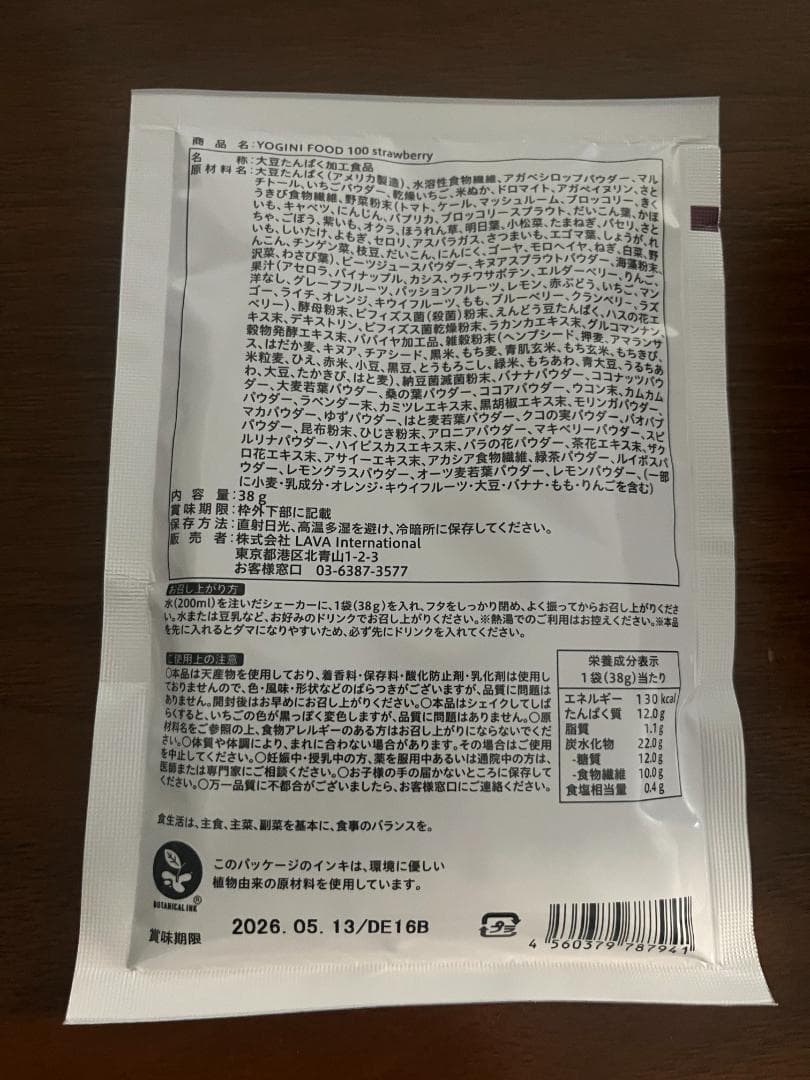 商品名:YOGINI FOOD 100 strawberry
名称:大豆たんぱく加工食品
原材料名:大豆たんぱく(アメリカ製造)、水溶性食物繊維、アガベシロップパウダー、マル
チトール、いちごパウダー、乾燥いちご、米ぬか、ドロマイト、アガベイヌリン、さと
うきび食物繊維、野菜粉末(トマト、ケール、マッシュルーム、ブロッコリー、きく
いも、キャベツ、にんじん、パプリカ、ブロッコリースプラウト、だいこん葉、かぼ
ちゃ、ごぼう、紫いも、オクラ、ほうれん草、明日葉、小松菜、たまねぎ、パセリ、さと
いも、しいたけ、よもぎ、セロリ、アスパラガス、さつまいも、エゴマ葉、しょうが、れ
んこん、チンゲン菜、枝豆、だいこん、にんにく、ゴーヤ、モロヘイヤ、ねぎ、白菜、野
沢菜、わさび葉)、ビーツジュースパウダー、キヌアスプラウトパウダー、海藻粉末、
果汁(アセロラ、パイナップル、カシス、ウチワサボテン、エルダーベリー、りんご、
洋なし、グレープフルーツ、パッションフルーツ、レモン、赤ぶどう、いちご、マン
ゴー、ライチ、オレンジ、キウイフルーツ、もも、ブルーベリー、クランベリー、ラズ
ベリー)、酵母粉末、ビフィズス菌(殺菌)粉末、えんどう豆たんぱく、ハスの花エ
キス末、デキストリン、ビフィズス菌乾燥粉末、ラカンカエキス末、グルコマンナン、
穀物発酵エキス末、パパイヤ加工品、雑穀粉末(ヘンプシード、押麦、アマランサ
ス、はだか麦、キヌア、チアシード、黒米、もち麦、青肌玄米、もち玄米、もちきび、
米粒麦、ひえ、赤米、小豆、黒豆、とうもろこし、緑米、もちあわ、青大豆、うるちあ
わ、大豆、たかきび、はと麦)、納豆菌滅菌粉末、バナナパウダー、ココナッツパウ
ダー、大麦若葉パウダー、桑の葉パウダー、ココアパウダー、ウコン末、カムカム
パウダー、ラベンダー末、カミツレエキス末、黒胡椒エキス末、モリンガパウダー、
マカパウダー、ゆずパウダー、はと麦若葉パウダー、クコの実パウダー、バオバブ
パウダー、昆布粉末、ひじき粉末、アロニアパウダー、マキベリーパウダー、スピ
ルリナパウダー、ハイビスカスエキス末、バラの花パウダー、茶花エキス末、ザク
ロ花エキス末、アサイーエキス末、アカシア食物繊維、緑茶パウダー、ルイボスパ
ウダー、レモングラスパウダー、オーツ麦若葉パウダー、レモンパウダー、(一部
に小麦・乳成分・オレンジ・キウイフルーツ・大豆・バナナ・もも・りんごを含む)
内容量:38g
賞味期限:枠外下部に記載
保存方法:直射日光、高温多湿を避け、冷暗所に保存してください。
販売者:株式会社 LAVA International
東京都港区北青山1-2-3
お客様窓口 03-6387-3577
お召し上がり方
水(200ml)を注いだシェーカーに、1袋(38g)を入れ、フタをしっかり閉め、よく振ってからお召し上がりくださ
い。水または豆乳など、お好みのドリンクでお召し上がりください。※熱湯でのご利用はお控えください。※本品
を先に入れるとダマになりやすいため、必ず先にドリンクを入れてください。
ご使用上の注意
〇本品は天産物を使用しており、着香料・保存料・酸化防止剤・乳化剤は使用し
ておりませんので、色・風味・形状などのばらつきがございますが、品質に問題は
ありません。開封後はお早めにお召し上がりください。〇本品はシェイクしてしば
らくすると、いちごの色が黒っぽく変色しますが、品質に問題はありません。〇原
材料名をご参照の上、食物アレルギーのある方はお召し上がりにならないでくだ
さい。〇体質や体調により、まれに合わない場合があります。その場合はご使用
を中止してください。〇妊娠中・授乳中の方、薬を服用中あるいは通院中の方は、
医師または専門家にご相談ください。〇お子様の手の届かないところに保存して
ください。〇万一品質に不都合がございましたら、お客様窓口にご連絡ください。
栄養成分表示
1袋(38g)当たり
エネルギー 130kcal
たんぱく質 12.0g
脂質 1.1g
炭水化物 22.0g
-糖質 12.0g
-食物繊維 10.0g
食塩相当量 0.4g
食生活は、主食、主菜、副菜を基本に、食事のバランスを。
BOTANICAL INK®
このパッケージのインキは、環境に優しい
植物由来の原材料を使用しています。
賞味期限 2026.05.13/DE16B
プラ
4 560379 787941